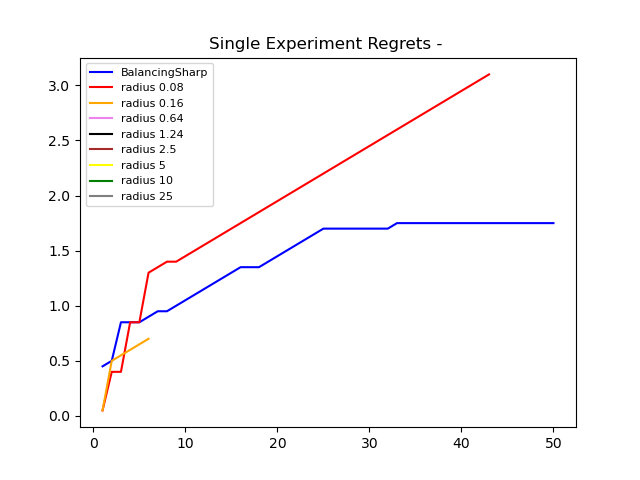 Single Experiment Regrets -
BalancingSharp
radius 0.08
radius 0.16
radius 0.64
radius 1.24
radius 2.5
radius 5
radius 10
radius 25
3.0
2.5
2.0
1.5
1.0
0.5
0.0
0 10 20 30 40 50